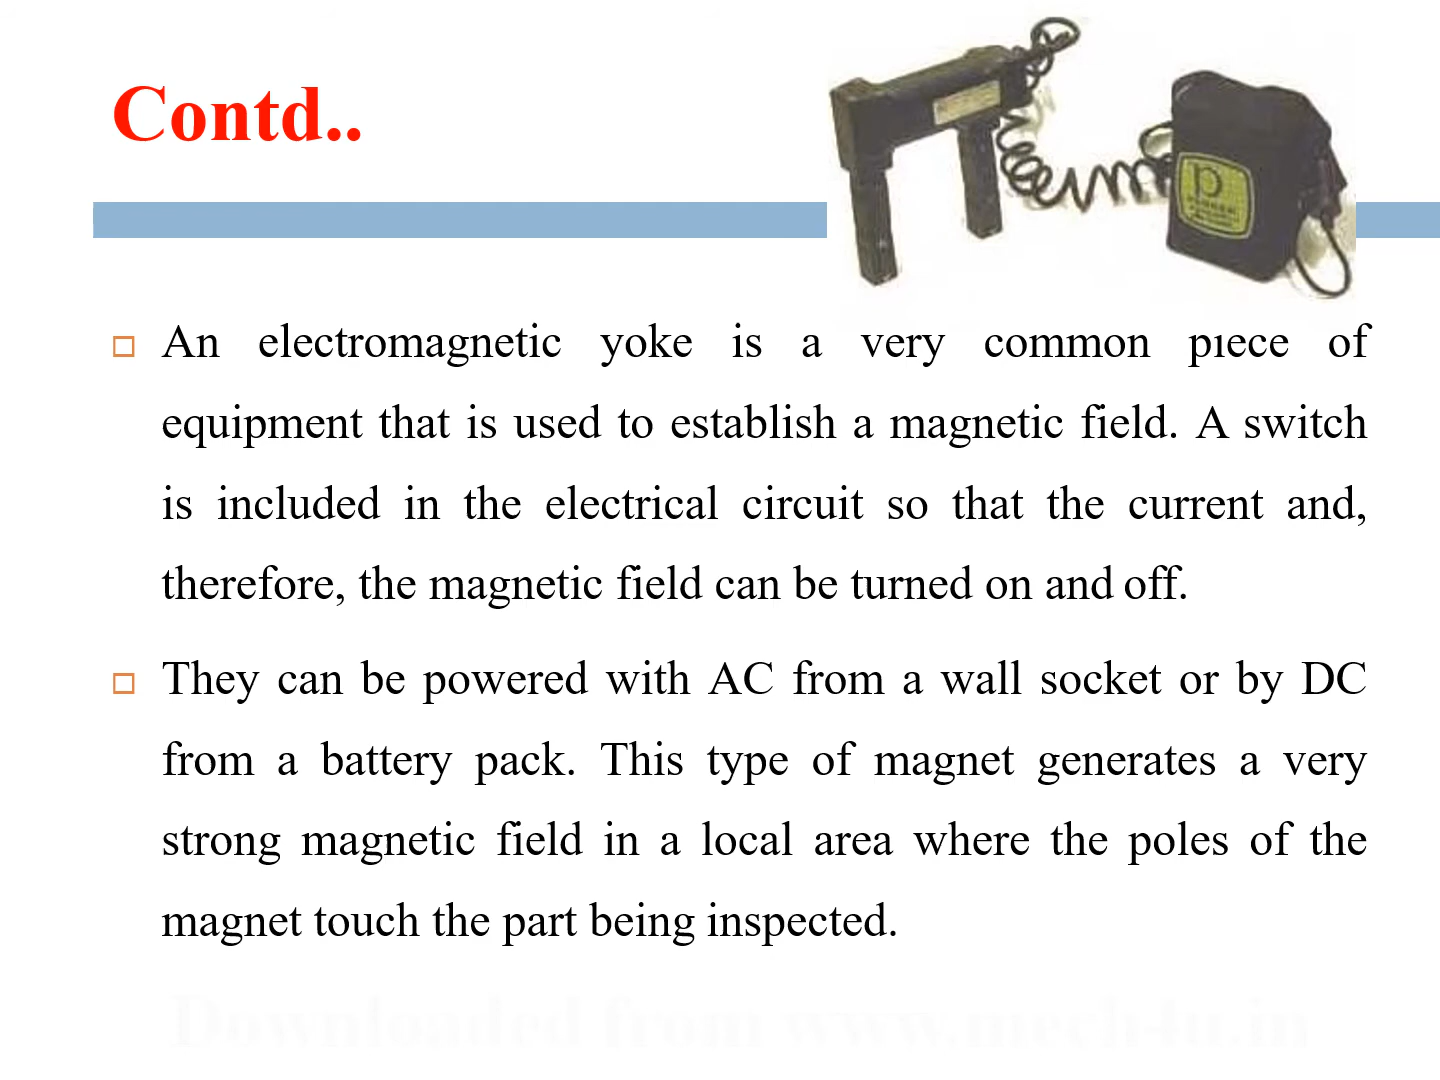 Contd..
p
An electromagnetic yoke is a very common piece of
equipment that is used to establish a magnetic field. A switch
is included in the electrical circuit so that the current and,
therefore, the magnetic field can be turned on and off.
They can be powered with AC from a wall socket or by DC
from a battery pack. This type of magnet generates a very
strong magnetic field in a local area where the poles of the
magnet touch the part being inspected.
Downloaded from www.mech4u.in